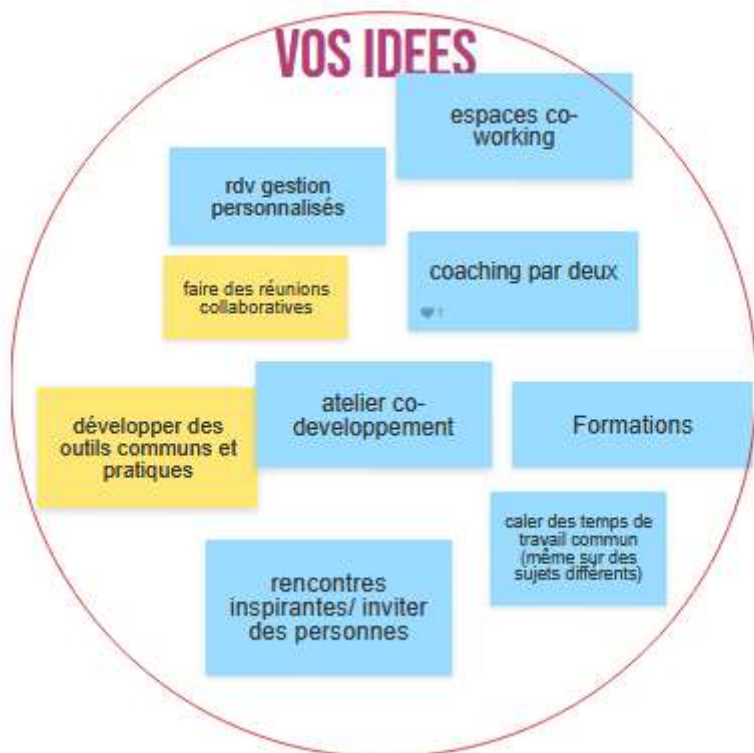 VOS IDEES
espaces co-
working
rdv gestion
personnalisés
coaching par deux
1
faire des réunions
collaboratives
atelier co-
developpement
Formations
développer des
outils communs et
pratiques
caler des temps de
travail commun
(même sur des
sujets différents)
rencontres
inspirantes/ inviter
des personnes